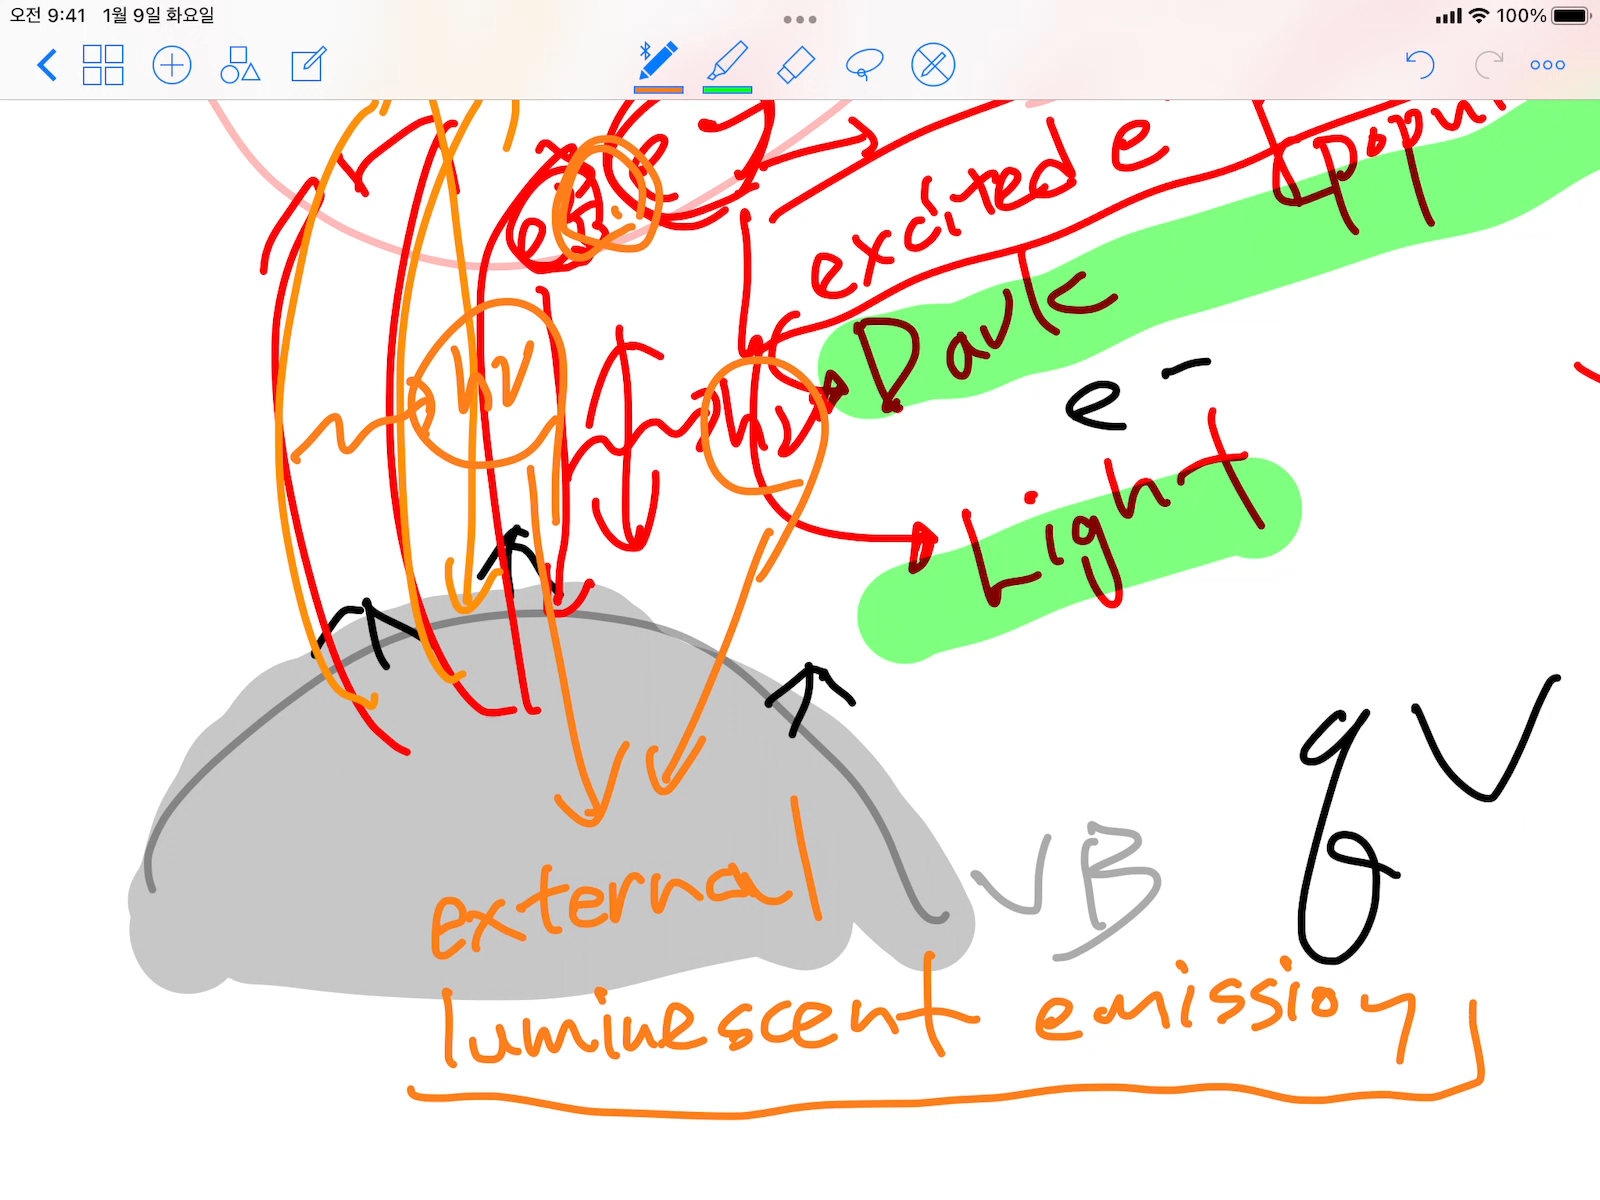 오전 9:41 1월 9일 화요일
100%
excited e
popu
Dark
hν
hν
e-
Light
qV
VB
external
luminescent emission